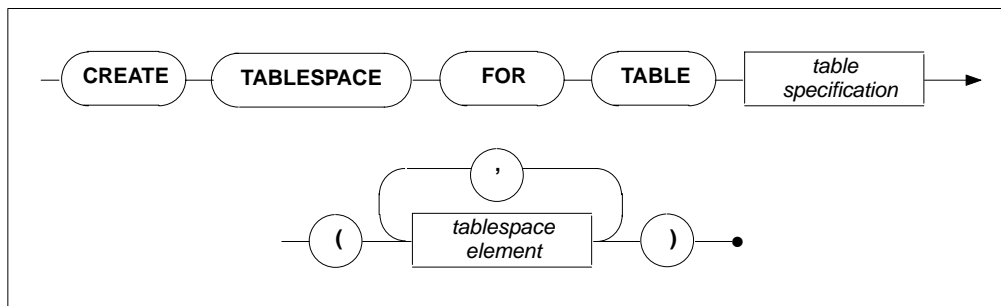 CREATE TABLESPACE FOR TABLE table
specification
,
( tablespace )
element